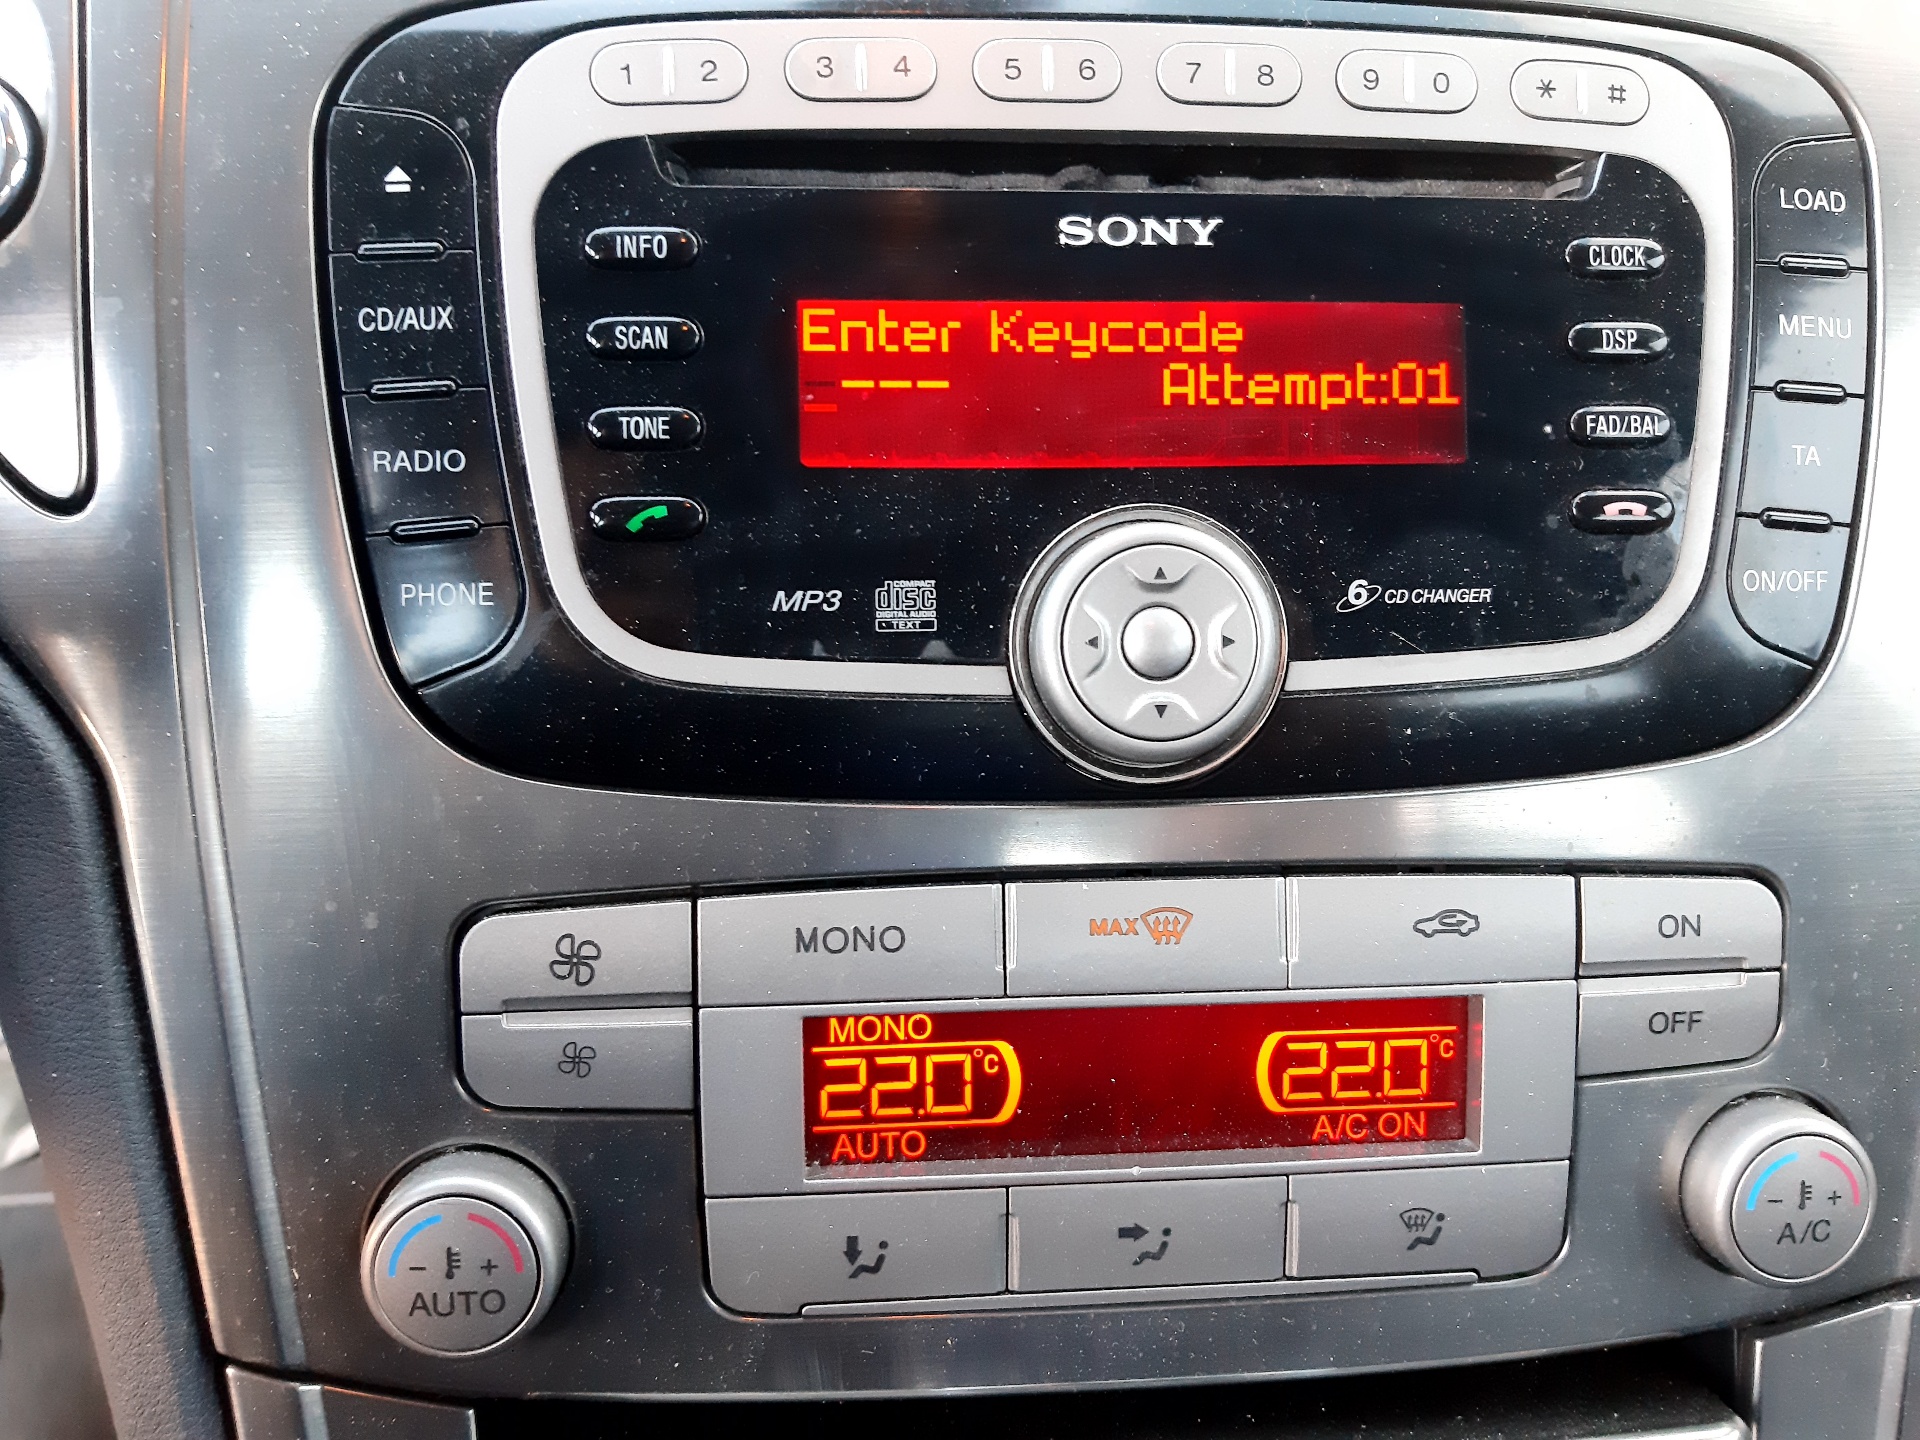 1 2 3 4 5 6 7 8 9 0 * #
SONY
INFO
CLOCK
LOAD
CD/AUX
SCAN
Enter Keycode
DSP
MENU
--- Attempt:01
RADIO
TONE
FAD/BAL
TA
PHONE
MP3
COMPACT
disc
DIGITAL AUDIO
TEXT
6 CD CHANGER
ON/OFF
MONO
MAX
ON
OFF
MONO
22.0°C
22.0°C
AUTO
A/C ON
- +
AUTO
- +
A/C